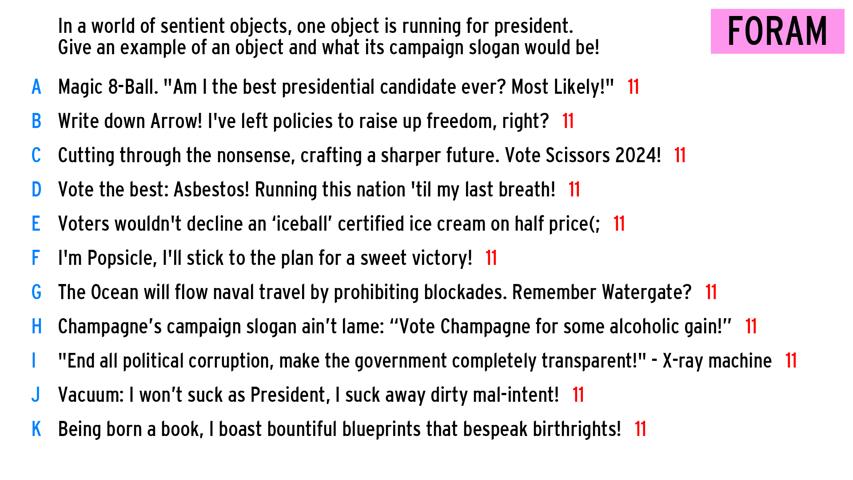 In a world of sentient objects, one object is running for president.
Give an example of an object and what its campaign slogan would be!
FORAM
A Magic 8-Ball. "Am I the best presidential candidate ever? Most Likely!" 11
B Write down Arrow! I've left policies to raise up freedom, right? 11
C Cutting through the nonsense, crafting a sharper future. Vote Scissors 2024! 11
D Vote the best: Asbestos! Running this nation 'til my last breath! 11
E Voters wouldn't decline an ‘iceball’ certified ice cream on half price(; 11
F I'm Popsicle, I'll stick to the plan for a sweet victory! 11
G The Ocean will flow naval travel by prohibiting blockades. Remember Watergate? 11
H Champagne’s campaign slogan ain’t lame: “Vote Champagne for some alcoholic gain!” 11
I "End all political corruption, make the government completely transparent!" - X-ray machine 11
J Vacuum: I won’t suck as President, I suck away dirty mal-intent! 11
K Being born a book, I boast bountiful blueprints that bespeak birthrights! 11